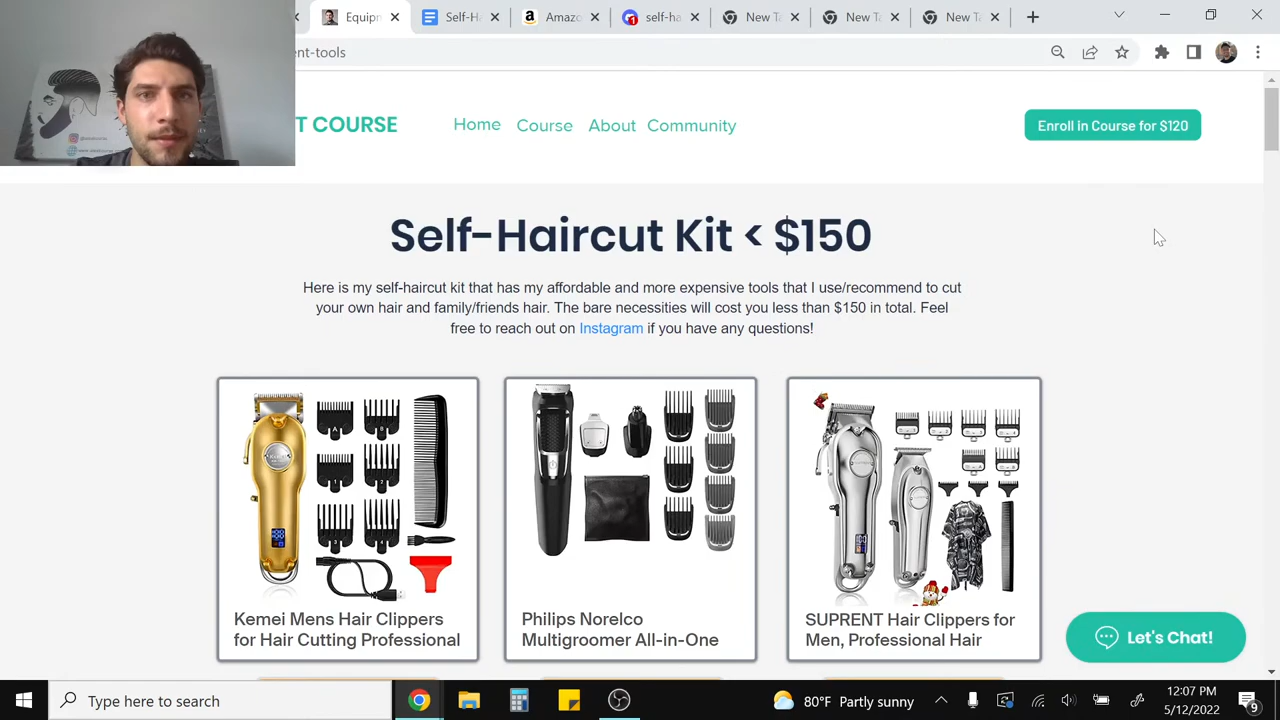 Equipm
Self-H
Amazo
self-ha
New Ta
New Ta
New Ta
nt-tools
T COURSE
Home
Course
About
Community
Enroll in Course for $120
Self-Haircut Kit < $150
Here is my self-haircut kit that has my affordable and more expensive tools that I use/recommend to cut
your own hair and family/friends hair. The bare necessities will cost you less than $150 in total. Feel
free to reach out on Instagram if you have any questions!
Kemei Mens Hair Clippers
for Hair Cutting Professional
Philips Norelco
Multigroomer All-in-One
SUPRENT Hair Clippers for
Men, Professional Hair
Let's Chat!
Type here to search
80°F Partly sunny
12:07 PM
5/12/2022
9